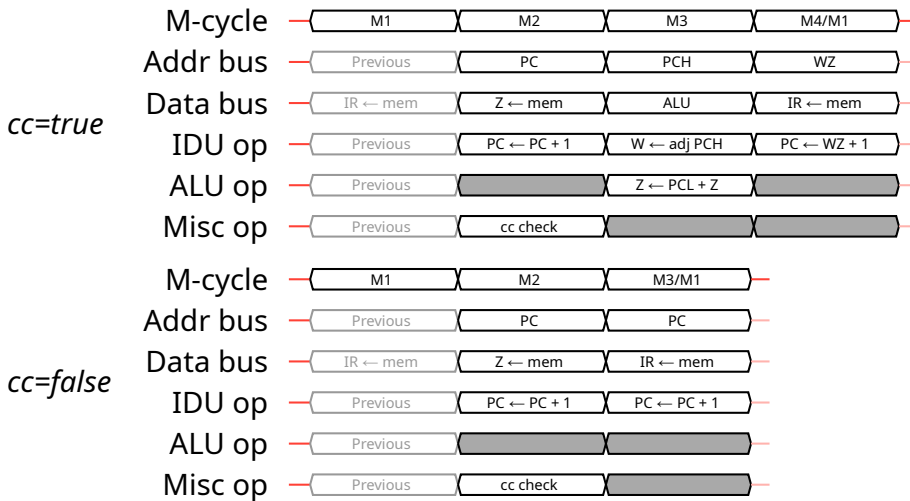 M-cycle M1 M2 M3 M4/M1
Addr bus Previous PC PCH WZ
Data bus IR ← mem Z ← mem ALU IR ← mem
cc=true
IDU op Previous PC ← PC + 1 W ← adj PCH PC ← WZ + 1
ALU op Previous Z ← PCL + Z
Misc op Previous cc check
M-cycle M1 M2 M3/M1
Addr bus Previous PC PC
Data bus IR ← mem Z ← mem IR ← mem
cc=false
IDU op Previous PC ← PC + 1 PC ← PC + 1
ALU op Previous
Misc op Previous cc check